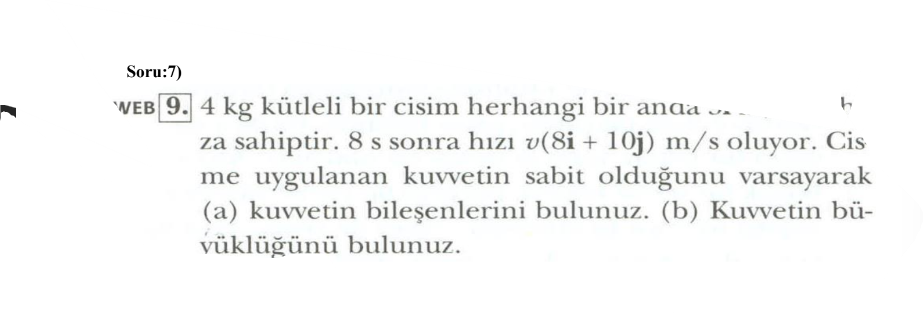 Soru:7)
WEB 9. 4 kg kütleli bir cisim herhangi bir anda
za sahiptir. 8 s sonra hızı v(8i + 10j) m/s oluyor. Cis
me uygulanan kuvvetin sabit olduğunu varsayarak
(a) kuvvetin bileşenlerini bulunuz. (b) Kuvvetin bü-
yüklüğünü bulunuz.